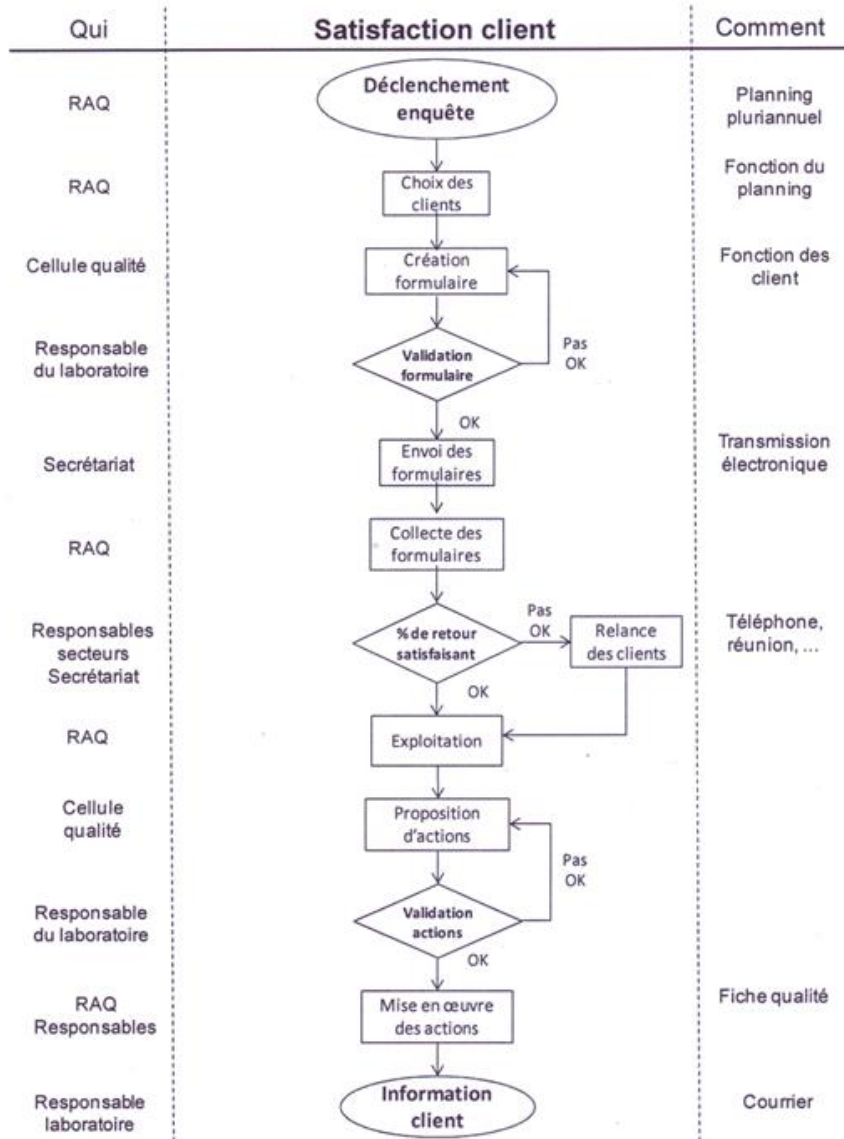 Qui
Satisfaction client
Comment
RAQ
Déclenchement
enquête
Planning
pluriannuel
RAQ
Choix des
clients
Fonction du
planning
Cellule qualité
Création
formulaire
Fonction des
client
Responsable
du laboratoire
Validation
formulaire
Pas
OK
OK
Secrétariat
Envoi des
formulaires
Transmission
électronique
RAQ
Collecte des
formulaires
Responsables
secteurs
Secrétariat
% de retour
satisfaisant
Pas
OK
Relance
des clients
Téléphone,
réunion, ...
OK
RAQ
Exploitation
Cellule
qualité
Proposition
d'actions
Pas
OK
Responsable
du laboratoire
Validation
actions
OK
RAQ
Responsables
Mise en œuvre
des actions
Fiche qualité
Responsable
laboratoire
Information
client
Courrier